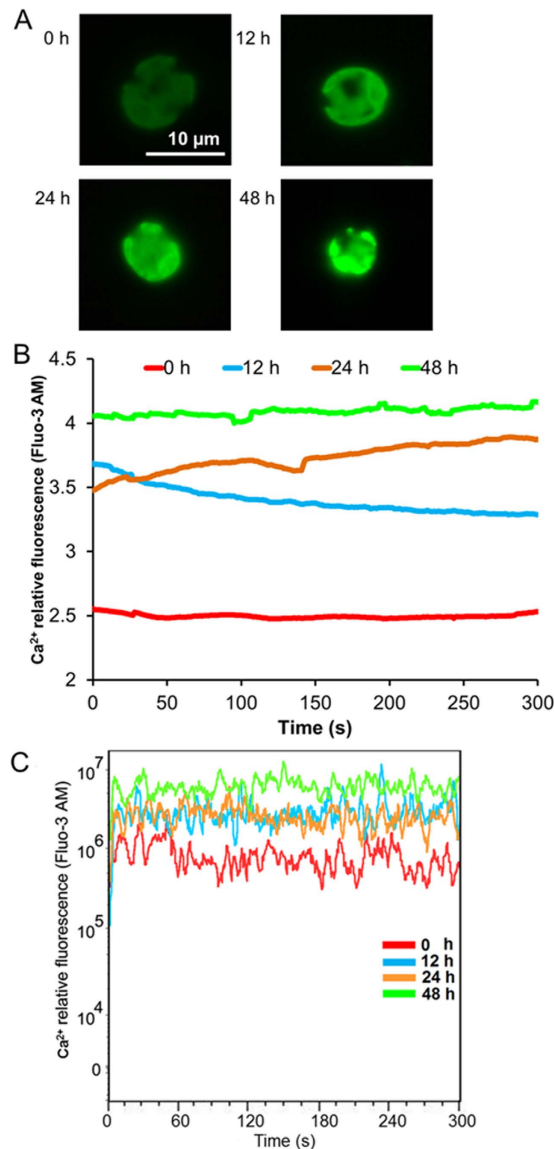 A
0 h
12 h
10 µm
24 h
48 h
B
Ca²⁺ relative fluorescence (Fluo-3 AM)
4.5
4
3.5
3
2.5
2
0 h 12 h 24 h 48 h
0 50 100 150 200 250 300
Time (s)
C
Ca²⁺ relative fluorescence (Fluo-3 AM)
10⁷
10⁶
10⁵
10⁴
0
0 h
12 h
24 h
48 h
0 60 120 180 240 300
Time (s)